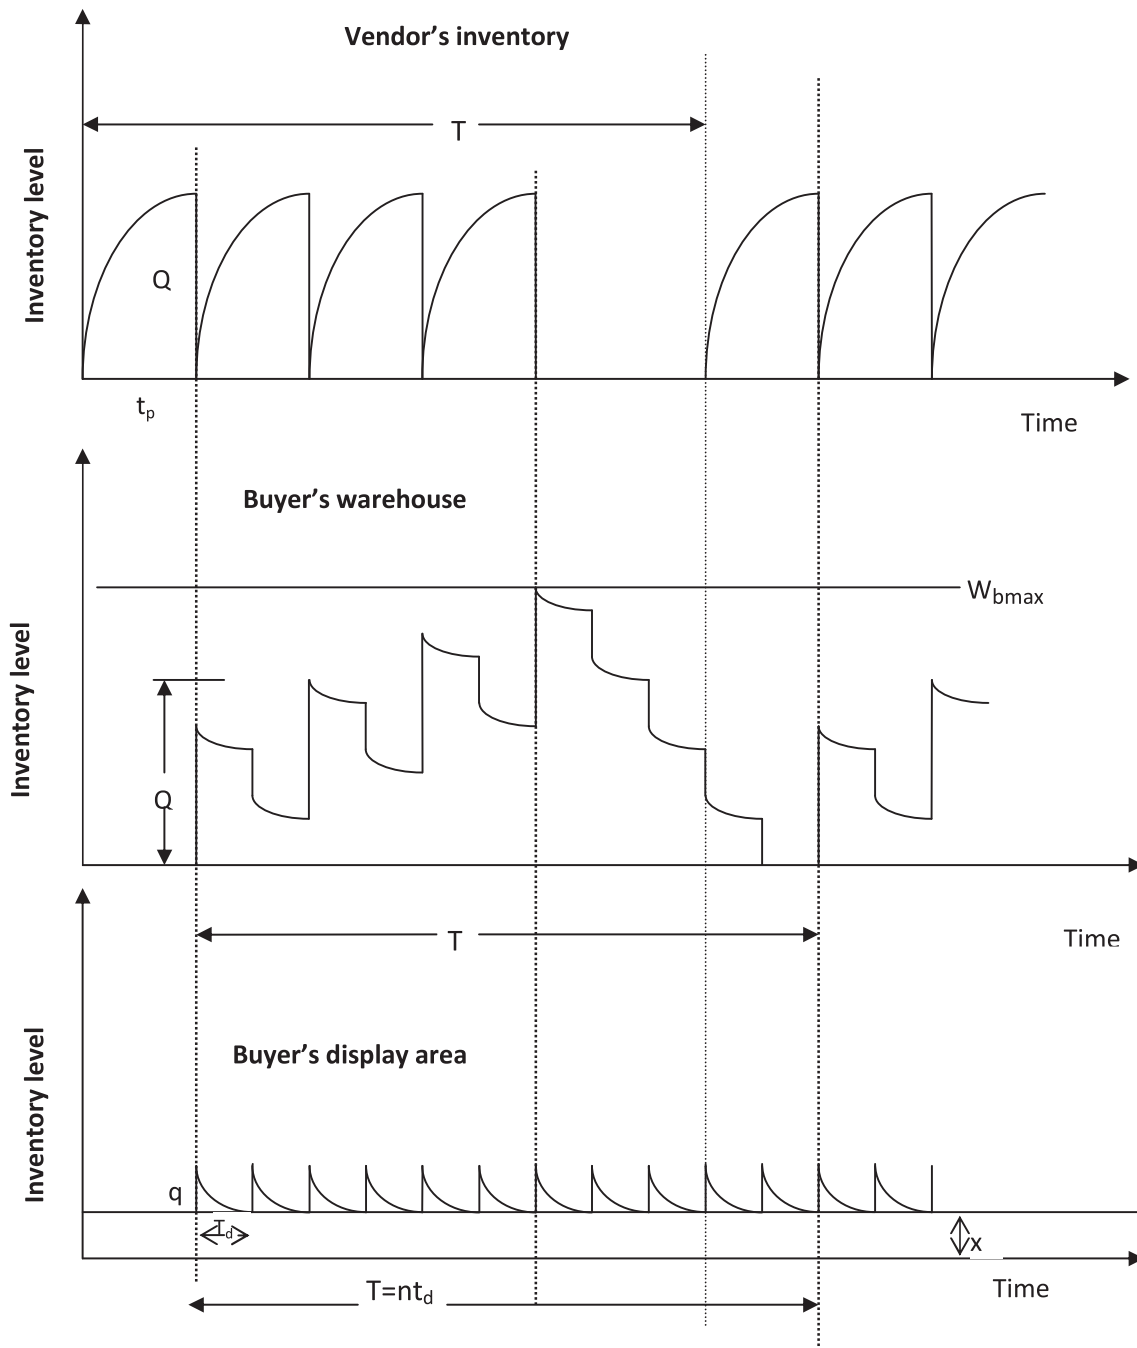 Vendor's inventory
T
Inventory level
Q
tp
Time
Buyer's warehouse
Wbmax
Inventory level
Q
T
Time
Buyer's display area
Inventory level
q
Td
x
T=ntd
Time